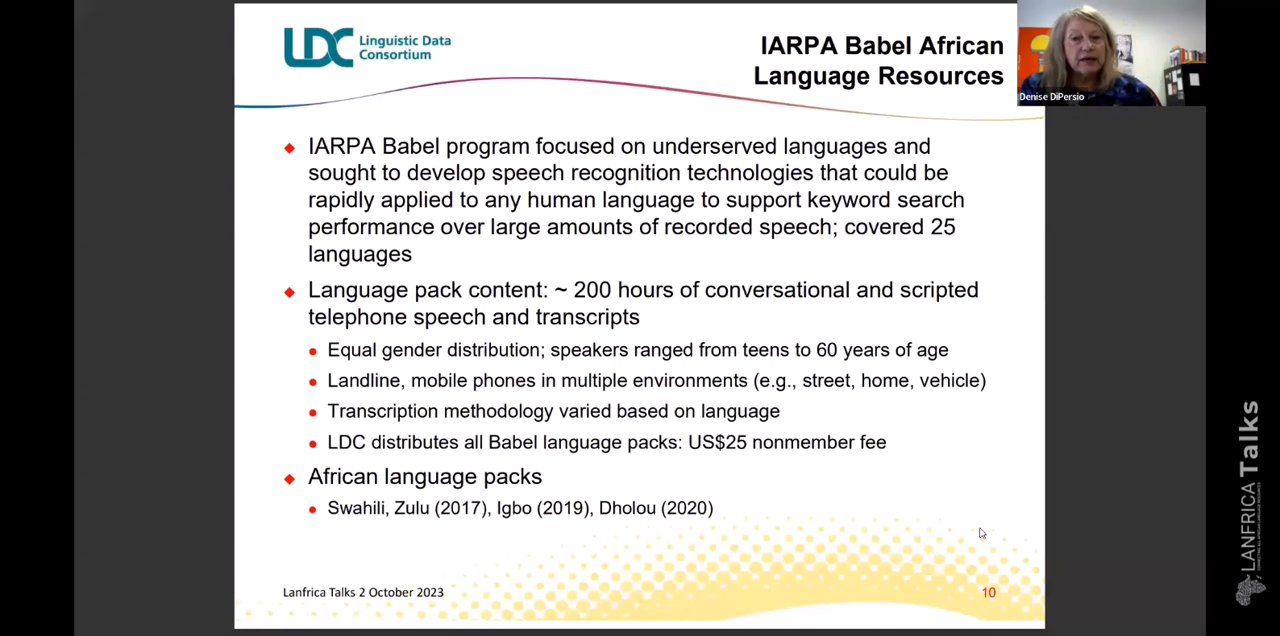 LDC Linguistic Data
Consortium
IARPA Babel African
Language Resources
Denise DiPersio
IARPA Babel program focused on underserved languages and
sought to develop speech recognition technologies that could be
rapidly applied to any human language to support keyword search
performance over large amounts of recorded speech; covered 25
languages
Language pack content: ~ 200 hours of conversational and scripted
telephone speech and transcripts
Equal gender distribution; speakers ranged from teens to 60 years of age
Landline, mobile phones in multiple environments (e.g., street, home, vehicle)
Transcription methodology varied based on language
LDC distributes all Babel language packs: US$25 nonmember fee
African language packs
Swahili, Zulu (2017), Igbo (2019), Dholou (2020)
Lanfrica Talks 2 October 2023
10
LANFRICA Talks